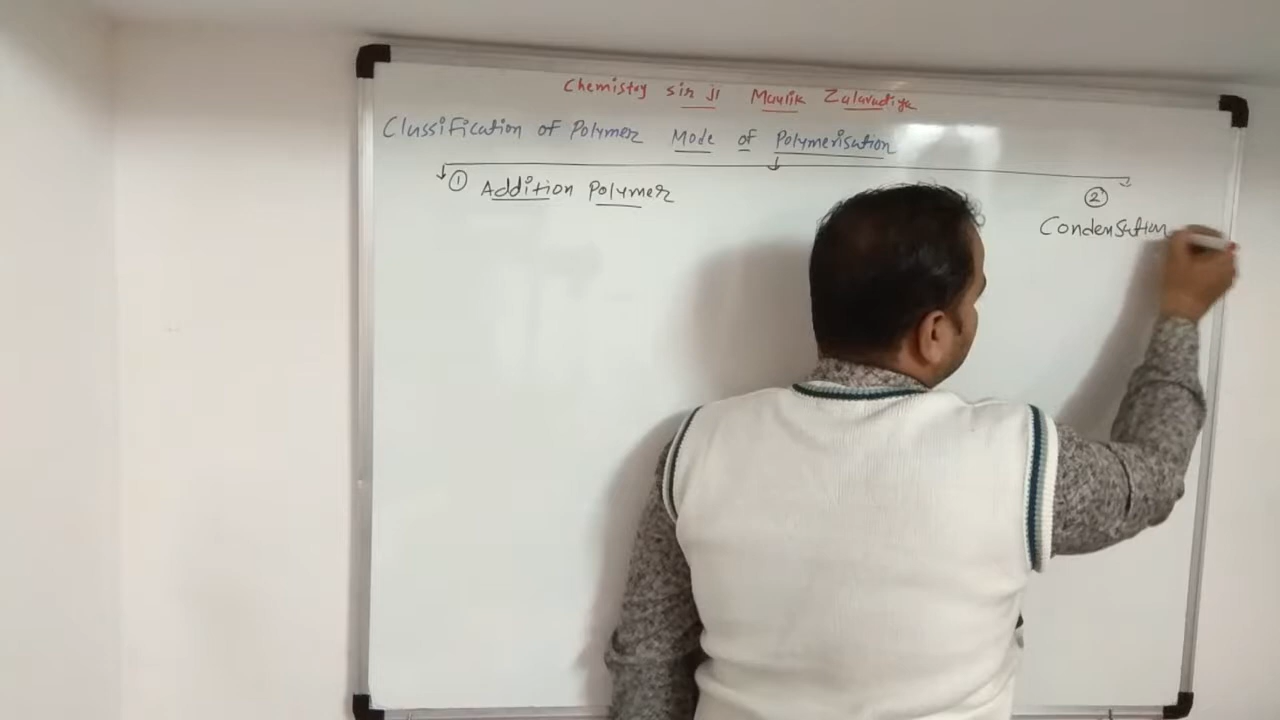 Chemistry sir ji Maulik Zalavadiya
Classification of Polymer Mode of Polymerisation
① Addition Polymer
②
Condensation